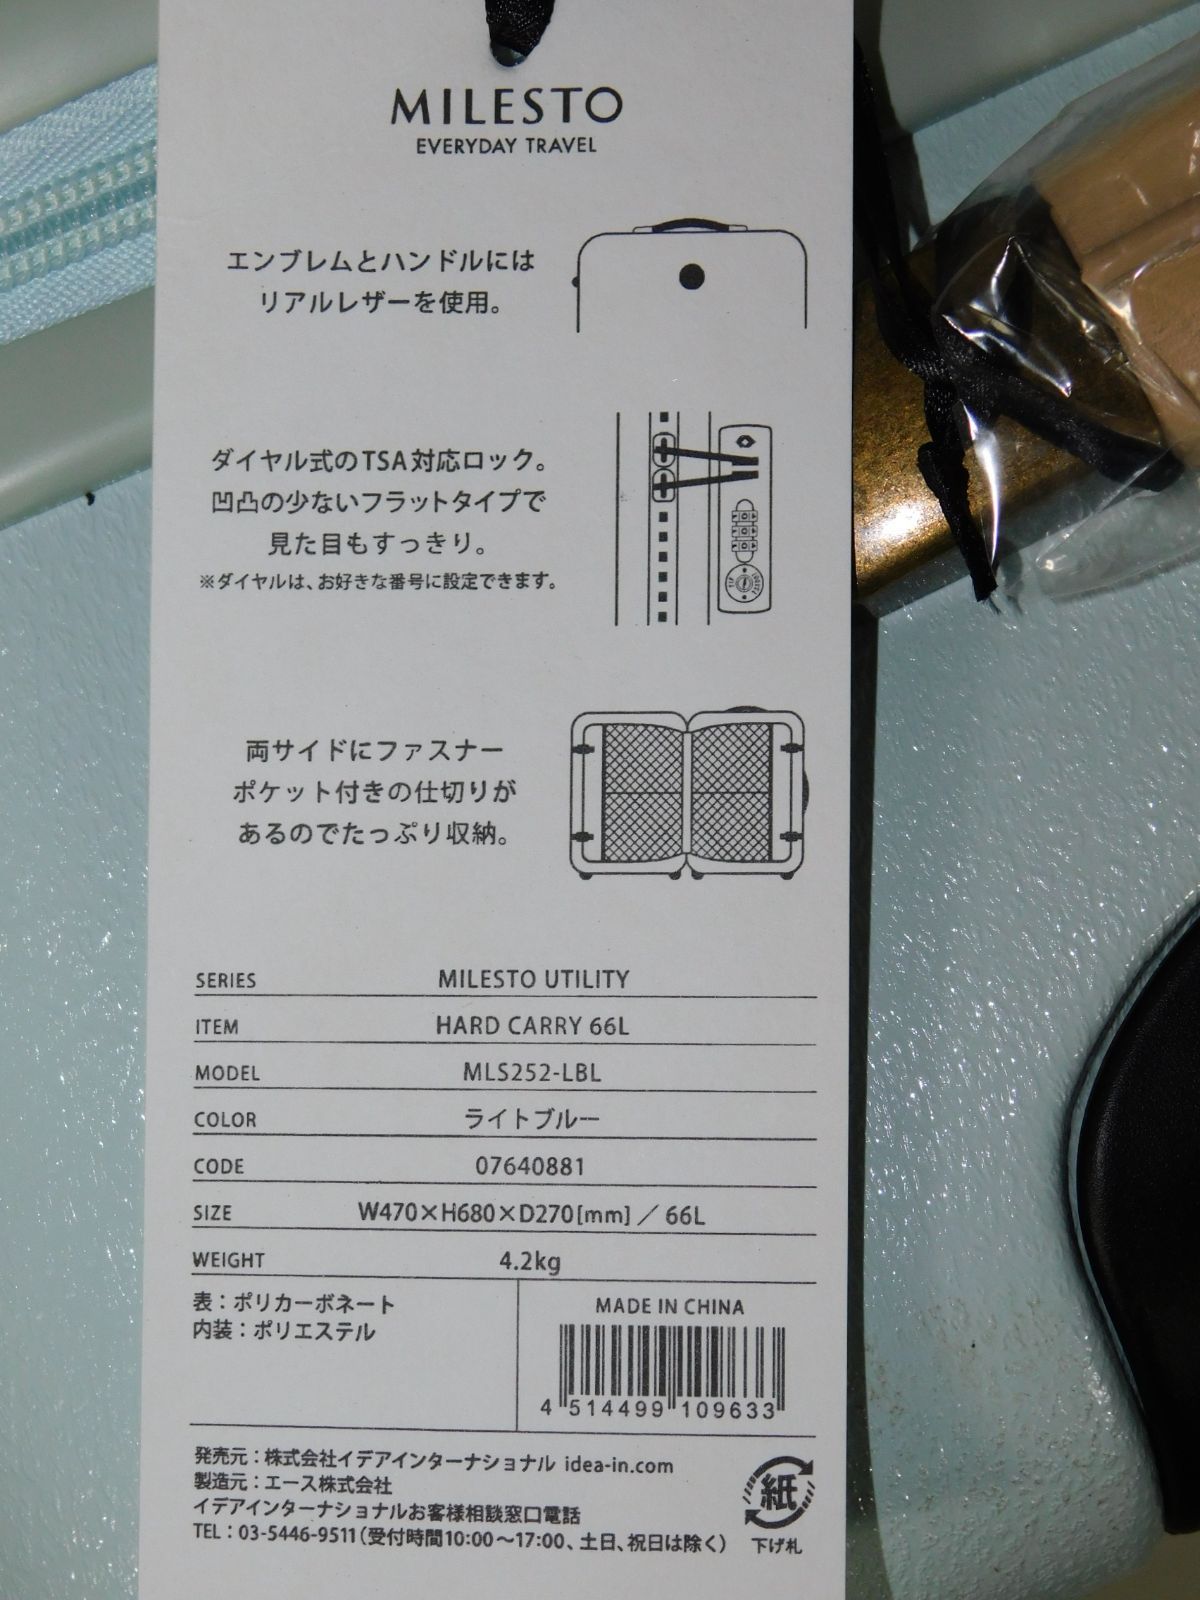 MILESTO
EVERYDAY TRAVEL
エンブレムとハンドルには
リアルレザーを使用。
ダイヤル式のTSA対応ロック。
凹凸の少ないフラットタイプで
見た目もすっきり。
※ダイヤルは、お好きな番号に設定できます。
両サイドにファスナー
ポケット付きの仕切りが
あるのでたっぷり収納。
SERIES MILESTO UTILITY
ITEM HARD CARRY 66L
MODEL MLS252-LBL
COLOR ライトブルー
CODE 07640881
SIZE W470×H680×D270[mm]／66L
WEIGHT 4.2kg
表：ポリカーボネート
内装：ポリエステル
MADE IN CHINA
4 514499 109633
発売元：株式会社イデアインターナショナル idea-in.com
製造元：エース株式会社
イデアインターナショナルお客様相談窓口電話
TEL：03-5446-9511（受付時間10:00～17:00、土日、祝日は除く）
紙
下げ札